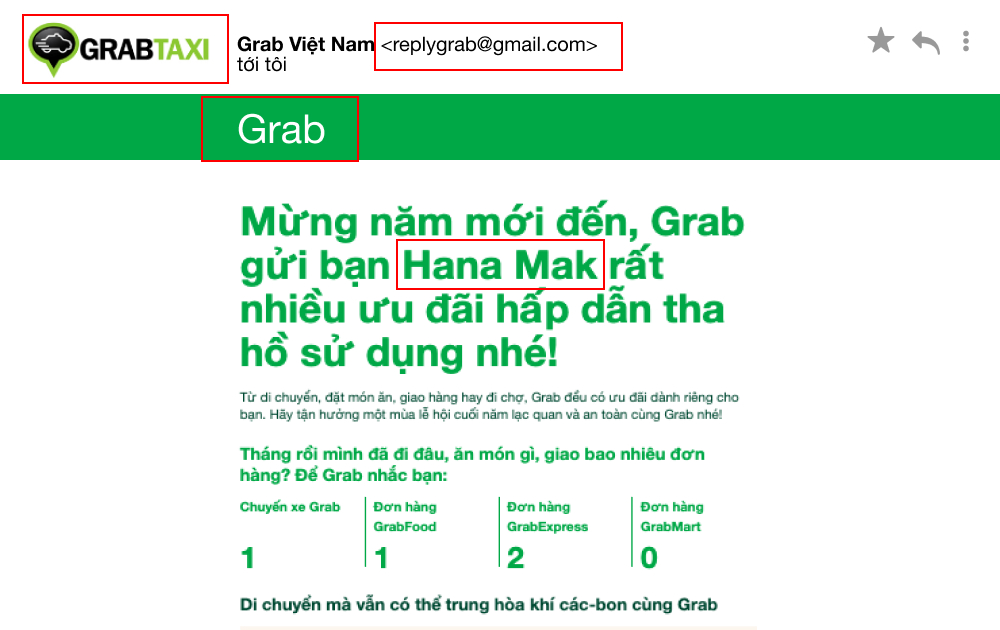 GRABTAXI
Grab Việt Nam <replygrab@gmail.com>
tới tôi
Grab
Mừng năm mới đến, Grab
gửi bạn Hana Mak rất
nhiều ưu đãi hấp dẫn tha
hồ sử dụng nhé!
Từ di chuyển, đặt món ăn, giao hàng hay đi chợ, Grab đều có ưu đãi dành riêng cho
bạn. Hãy tận hưởng một mùa lễ hội cuối năm lạc quan và an toàn cùng Grab nhé!
Tháng rồi mình đã đi đâu, ăn món gì, giao bao nhiêu đơn
hàng? Để Grab nhắc bạn:
Chuyến xe Grab
1
Đơn hàng
GrabFood
1
Đơn hàng
GrabExpress
2
Đơn hàng
GrabMart
0
Di chuyển mà vẫn có thể trung hòa khí các-bon cùng Grab